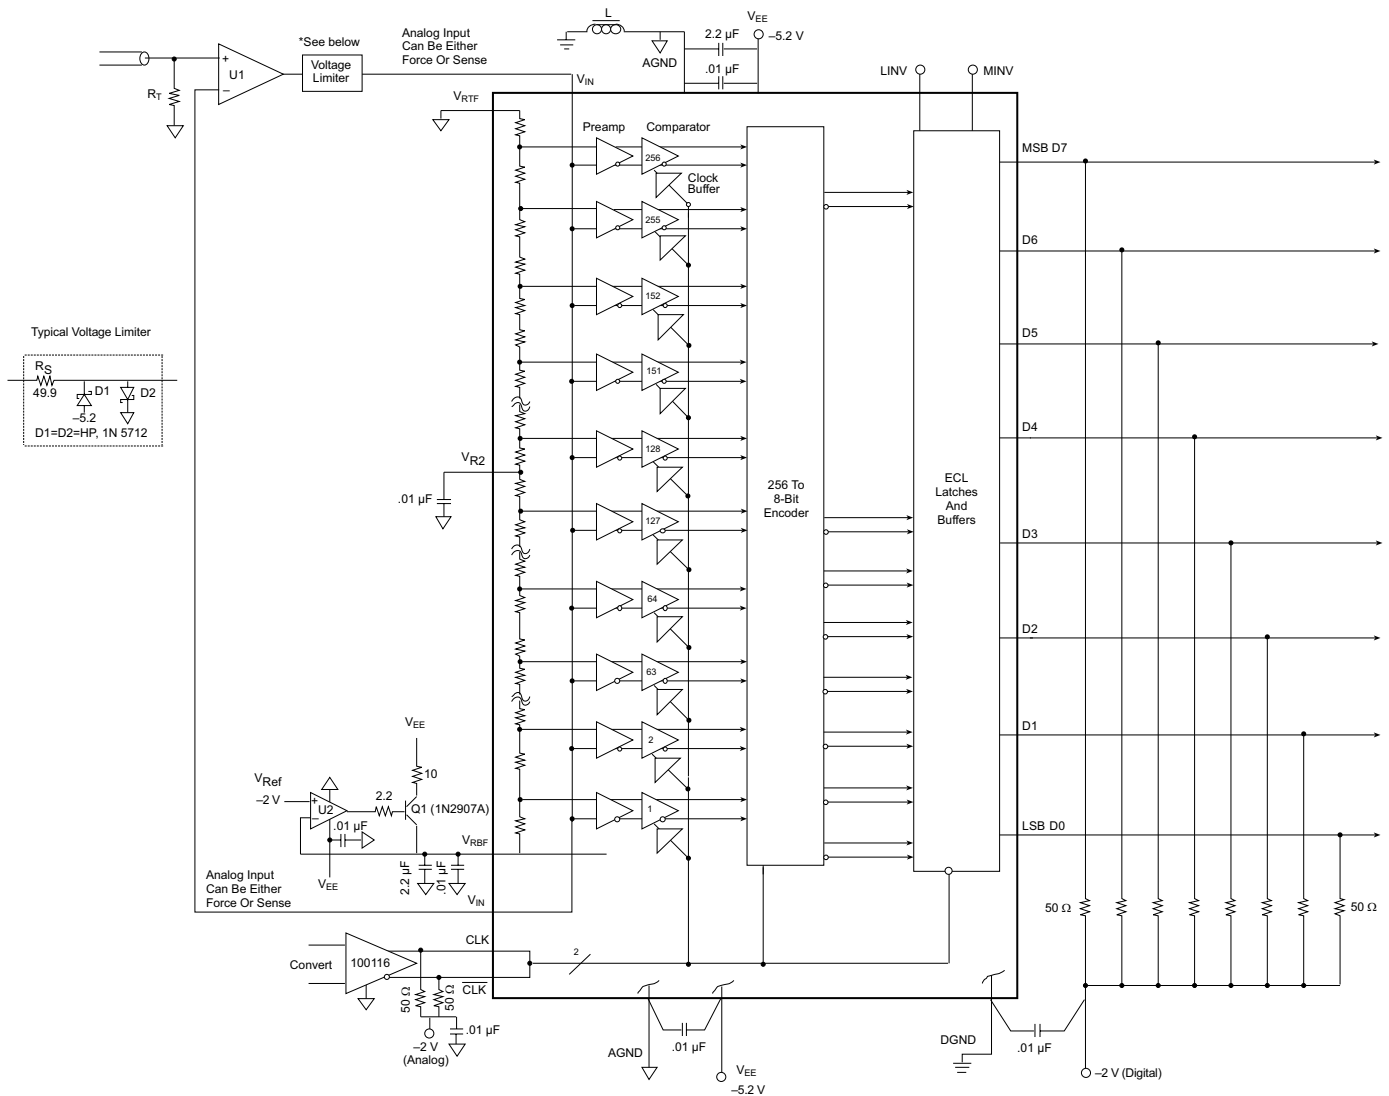 L
V_EE
–5.2 V
2.2 µF
.01 µF
AGND
*See below
Voltage
Limiter
Analog Input
Can Be Either
Force Or Sense
U1
+
–
R_T
V_IN
V_RTF
LINV
MINV
Preamp
Comparator
256
Clock
Buffer
255
152
151
128
127
64
63
2
1
256 To
8-Bit
Encoder
ECL
Latches
And
Buffers
MSB D7
D6
D5
D4
D3
D2
D1
LSB D0
Typical Voltage Limiter
R_S
49.9
D1
D2
–5.2
D1=D2=HP, 1N 5712
V_R2
.01 µF
V_EE
10
V_Ref
–2 V
+
–
U2
2.2
Q1 (1N2907A)
.01 µF
V_EE
V_RBF
2.2 µF
.01 µF
Analog Input
Can Be Either
Force Or Sense
V_IN
50 Ω
50 Ω
Convert
100116
CLK
C̅L̅K̅
2
50 Ω
50 Ω
.01 µF
–2 V
(Analog)
AGND
.01 µF
V_EE
–5.2 V
DGND
.01 µF
–2 V (Digital)